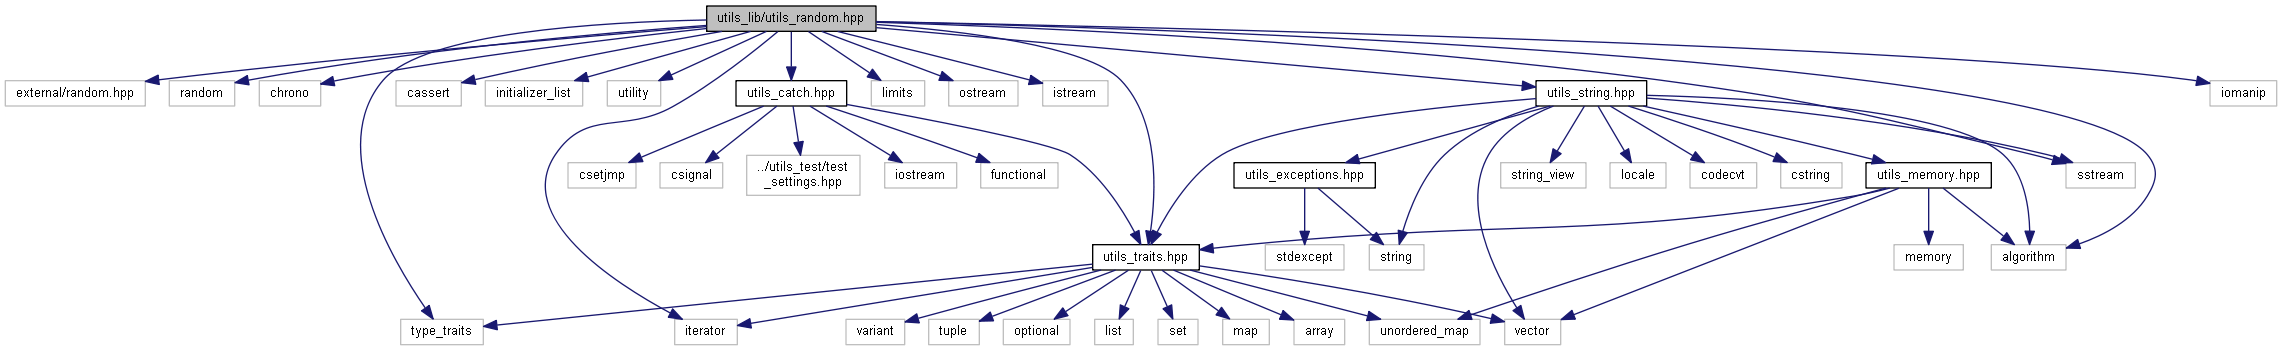 utils_lib/utils_random.hpp
external/random.hpp
random
chrono
cassert
initializer_list
utility
utils_catch.hpp
limits
ostream
istream
utils_string.hpp
iomanip
csetjmp
csignal
../utils_test/test
_settings.hpp
iostream
functional
utils_exceptions.hpp
string_view
locale
codecvt
cstring
utils_memory.hpp
sstream
utils_traits.hpp
stdexcept
string
memory
algorithm
type_traits
iterator
variant
tuple
optional
list
set
map
array
unordered_map
vector